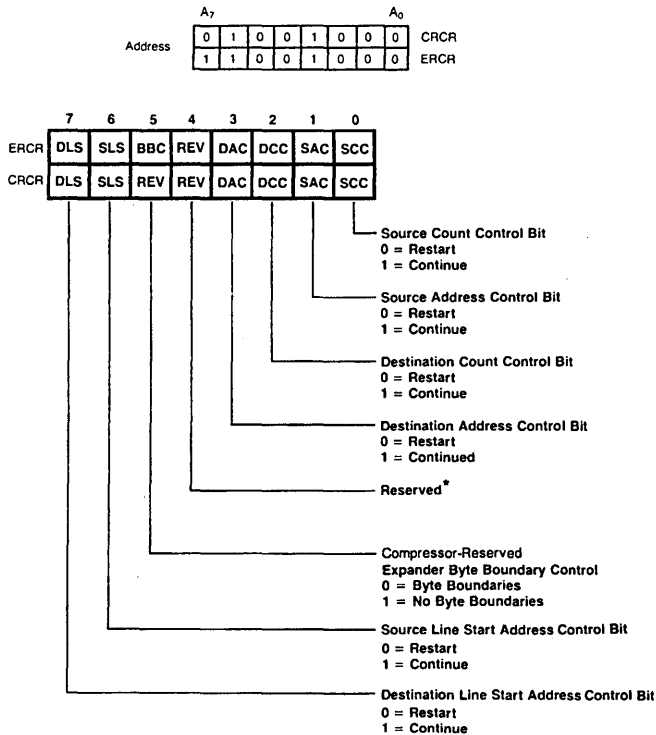 A7 A0
Address
0 1 0 0 1 0 0 0 CRCR
1 1 0 0 1 0 0 0 ERCR
7 6 5 4 3 2 1 0
ERCR DLS SLS BBC REV DAC DCC SAC SCC
CRCR DLS SLS REV REV DAC DCC SAC SCC
Source Count Control Bit
0 = Restart
1 = Continue
Source Address Control Bit
0 = Restart
1 = Continue
Destination Count Control Bit
0 = Restart
1 = Continue
Destination Address Control Bit
0 = Restart
1 = Continued
Reserved*
Compressor-Reserved
Expander Byte Boundary Control
0 = Byte Boundaries
1 = No Byte Boundaries
Source Line Start Address Control Bit
0 = Restart
1 = Continue
Destination Line Start Address Control Bit
0 = Restart
1 = Continue